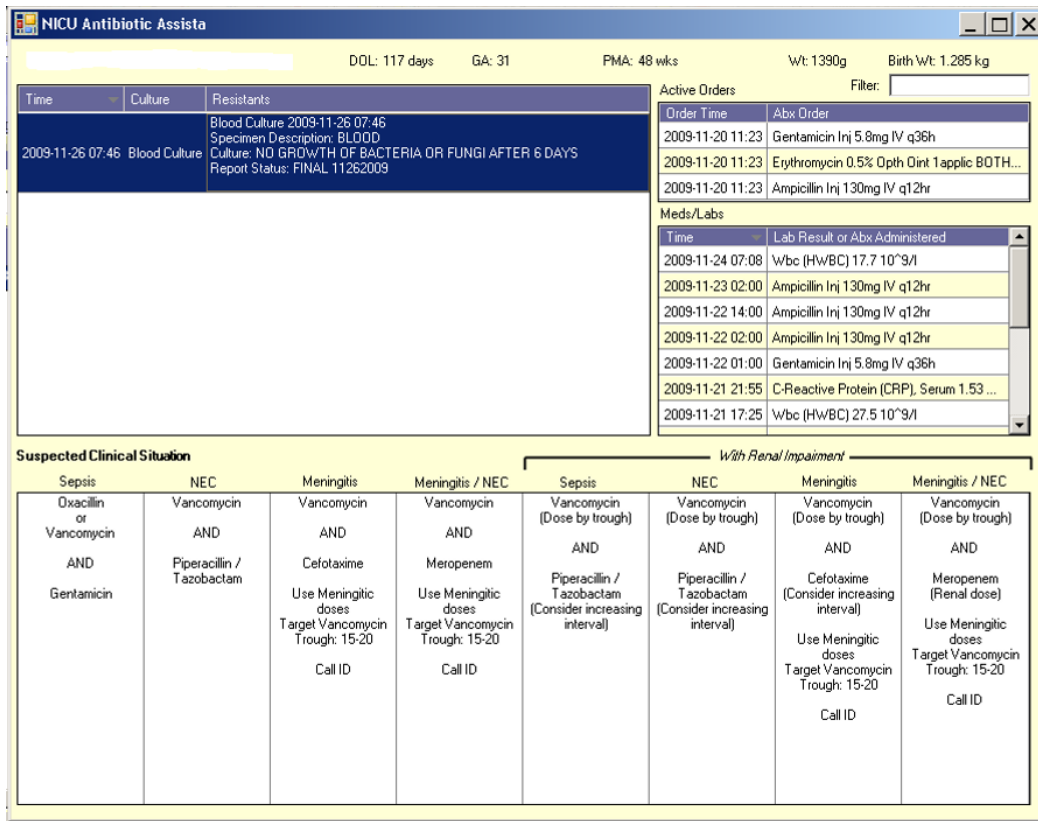 NICU Antibiotic Assista
DOL: 117 days GA: 31 PMA: 48 wks Wt: 1390g Birth Wt: 1.285 kg
Time Culture Resistants
2009-11-26 07:46 Blood Culture
Blood Culture 2009-11-26 07:46
Specimen Description: BLOOD
Culture: NO GROWTH OF BACTERIA OR FUNGI AFTER 6 DAYS
Report Status: FINAL 11262009
Active Orders Filter:
Order Time Abx Order
2009-11-20 11:23 Gentamicin Inj 5.8mg IV q36h
2009-11-20 11:23 Erythromycin 0.5% Opth Oint 1applic BOTH...
2009-11-20 11:23 Ampicillin Inj 130mg IV q12hr
Meds/Labs
Time Lab Result or Abx Administered
2009-11-24 07:08 Wbc (HWBC) 17.7 10^9/l
2009-11-23 02:00 Ampicillin Inj 130mg IV q12hr
2009-11-22 14:00 Ampicillin Inj 130mg IV q12hr
2009-11-22 02:00 Ampicillin Inj 130mg IV q12hr
2009-11-22 01:00 Gentamicin Inj 5.8mg IV q36h
2009-11-21 21:55 C-Reactive Protein (CRP), Serum 1.53 ...
2009-11-21 17:25 Wbc (HWBC) 27.5 10^9/l
Suspected Clinical Situation
With Renal Impairment
Sepsis
Oxacillin
or
Vancomycin
AND
Gentamicin
NEC
Vancomycin
AND
Piperacillin /
Tazobactam
Meningitis
Vancomycin
AND
Cefotaxime
Use Meningitic
doses
Target Vancomycin
Trough: 15-20
Call ID
Meningitis / NEC
Vancomycin
AND
Meropenem
Use Meningitic
doses
Target Vancomycin
Trough: 15-20
Call ID
Sepsis
Vancomycin
(Dose by trough)
AND
Piperacillin /
Tazobactam
(Consider increasing
interval)
NEC
Vancomycin
(Dose by trough)
AND
Piperacillin /
Tazobactam
(Consider increasing
interval)
Meningitis
Vancomycin
(Dose by trough)
AND
Cefotaxime
(Consider increasing
interval)
Use Meningitic
doses
Target Vancomycin
Trough: 15-20
Call ID
Meningitis / NEC
Vancomycin
(Dose by trough)
AND
Meropenem
(Renal dose)
Use Meningitic
doses
Target Vancomycin
Trough: 15-20
Call ID